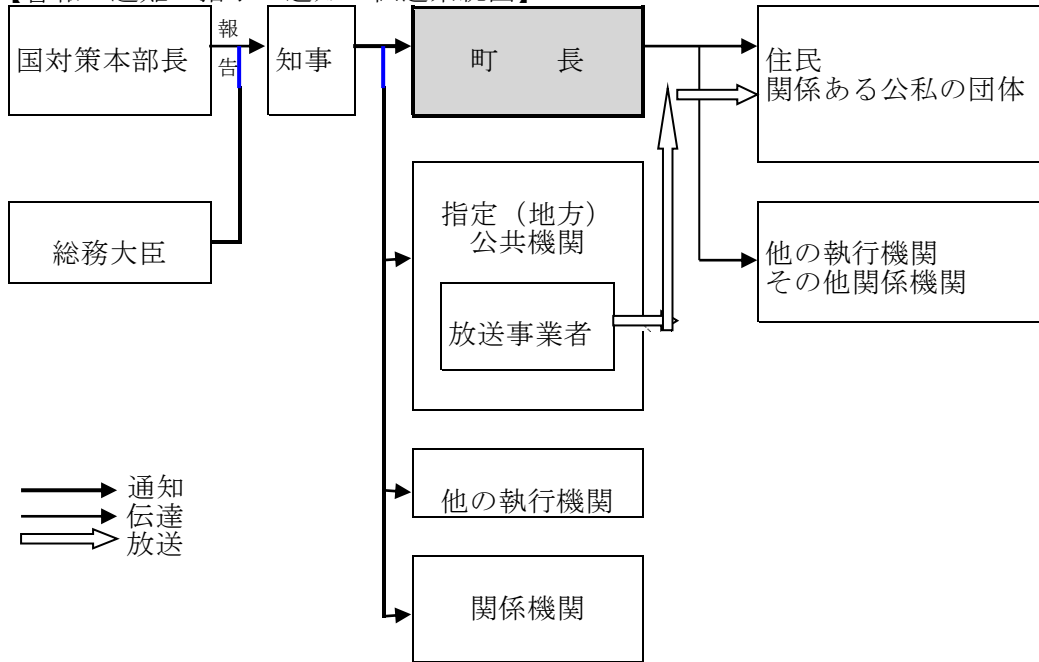 国対策本部長
報
告
知事
町　長
住民
関係ある公私の団体
総務大臣
指定（地方）
公共機関
放送事業者
他の執行機関
その他関係機関
他の執行機関
関係機関
通知
伝達
放送